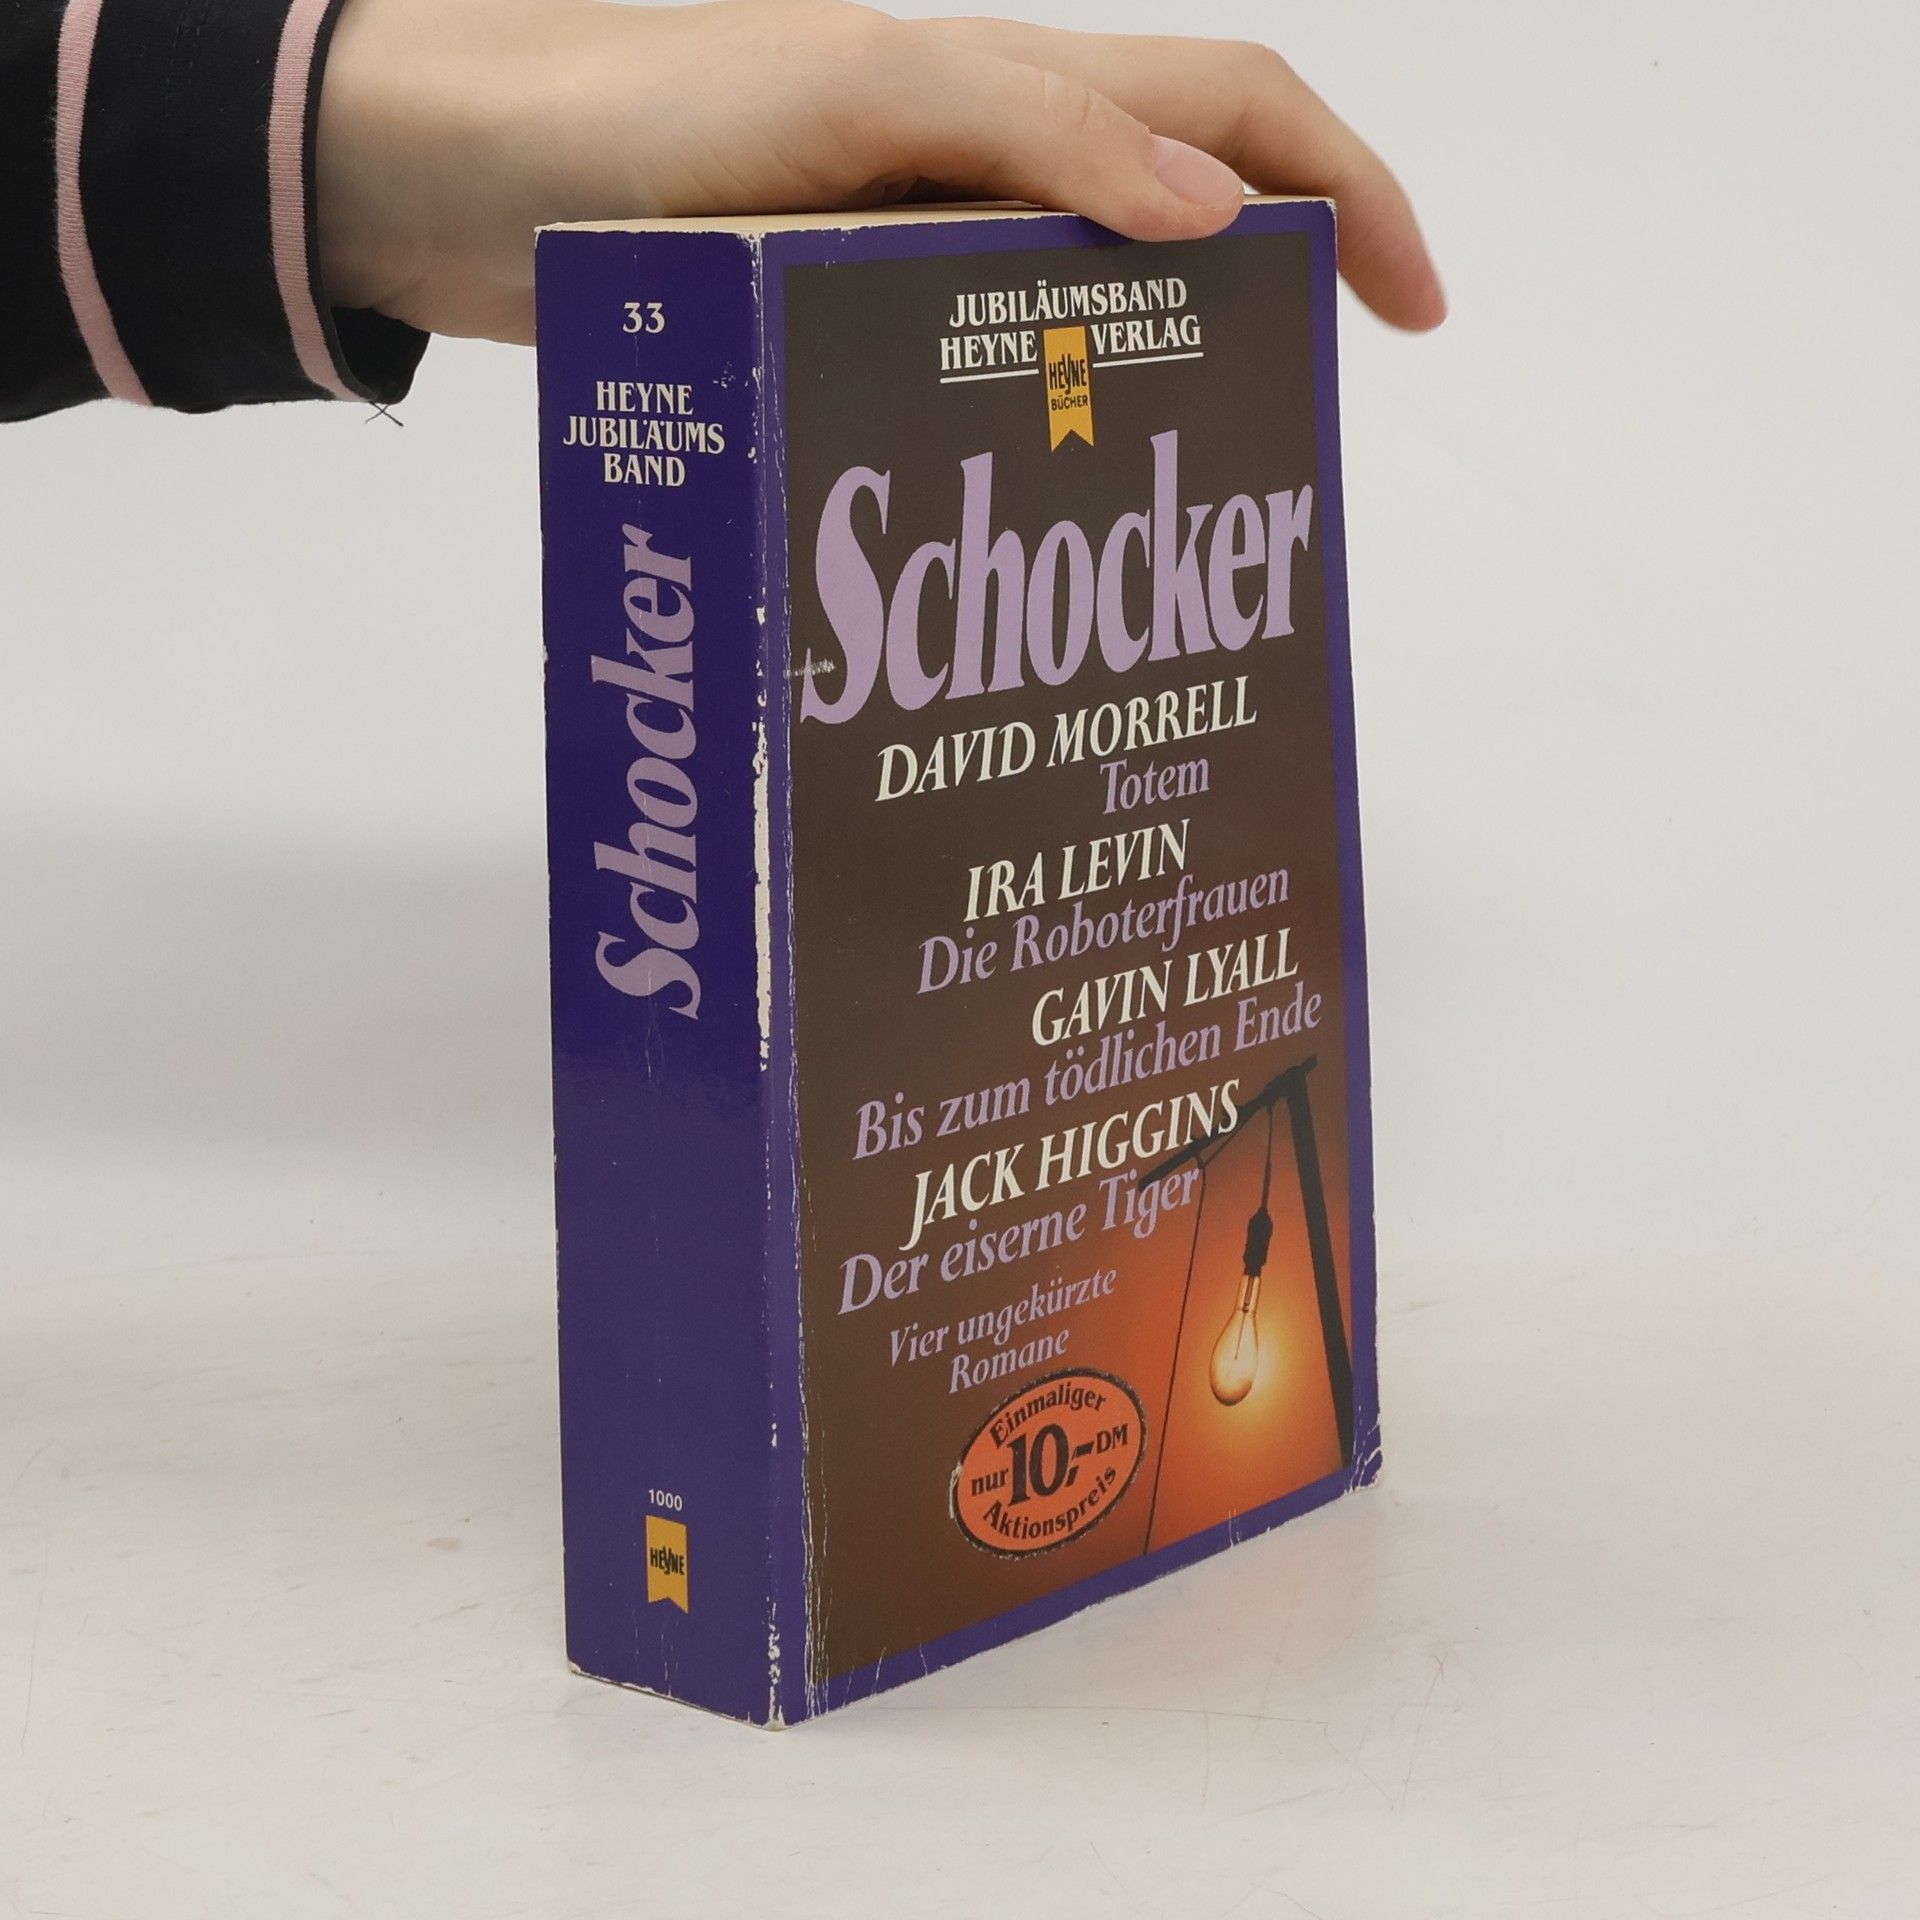 33
HEYNE
JUBILÄUMS
BAND
Schocker
1000
HEYNE
JUBILÄUMSBAND
HEYNE VERLAG
HEYNE
BÜCHER
Schocker
DAVID MORRELL
Totem
IRA LEVIN
Die Roboterfrauen
GAVIN LYALL
Bis zum tödlichen Ende
JACK HIGGINS
Der eiserne Tiger
Vier ungekürzte
Romane
Einmaliger
nur 10,- DM
Aktionspreis